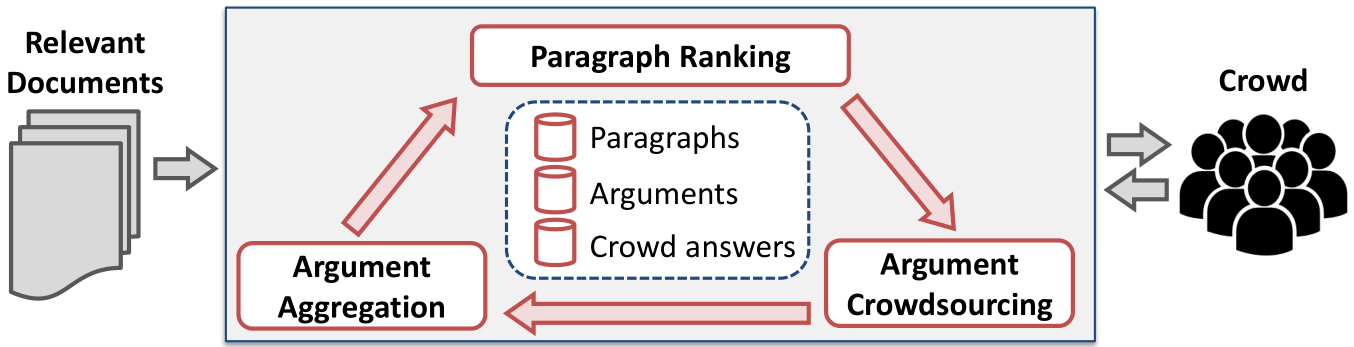 Relevant
Documents
Paragraph Ranking
Paragraphs
Arguments
Crowd answers
Argument
Aggregation
Argument
Crowdsourcing
Crowd